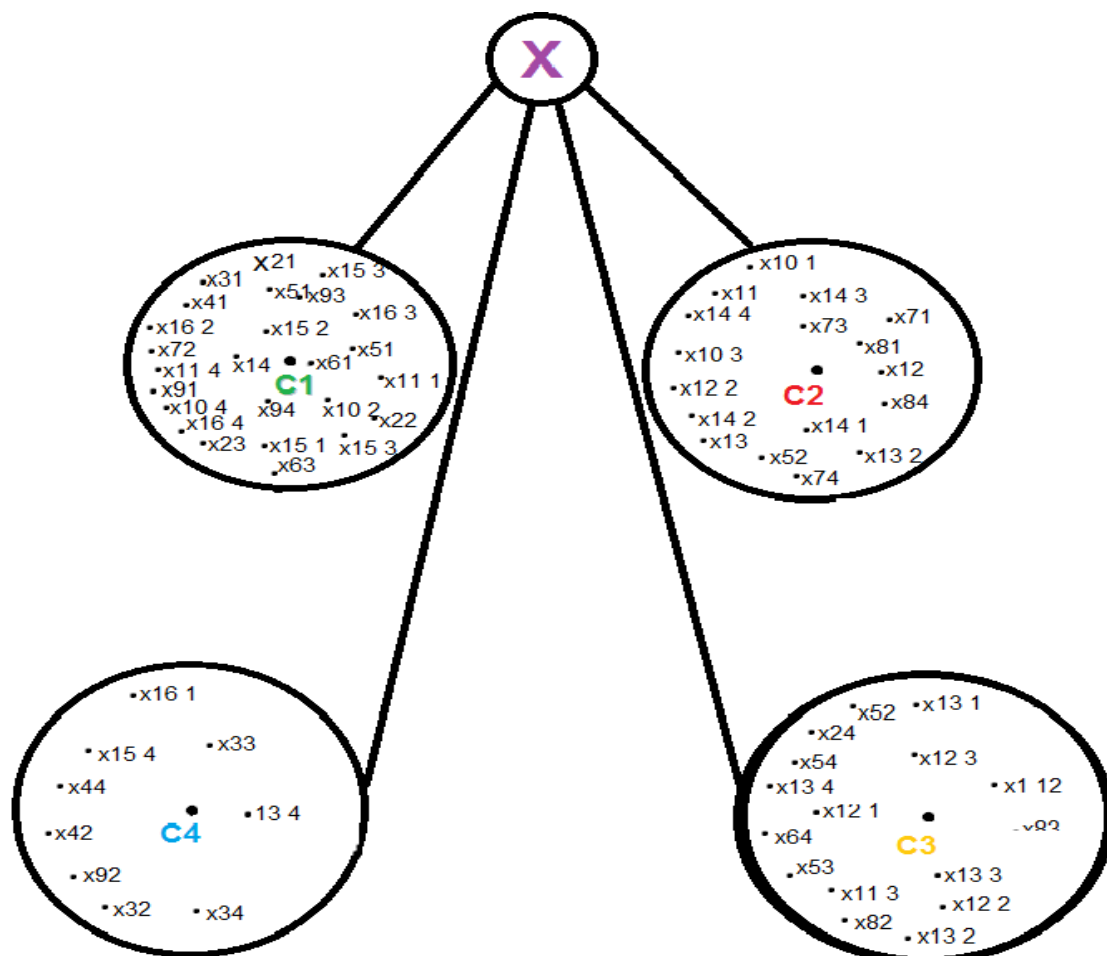 X
x21
x31
x15 3
x51
x93
x41
x16 3
x16 2
x15 2
x72
x51
x14
x61
x11 4
C1
x11 1
x91
x10 4
x94
x10 2
x16 4
x22
x23
x15 1
x15 3
x63
x10 1
x11
x14 3
x14 4
x73
x71
x81
x10 3
x12
x12 2
C2
x84
x14 2
x14 1
x13
x52
x13 2
x74
x16 1
x33
x15 4
x44
13 4
x42
C4
x92
x32
x34
x52
x13 1
x24
x12 3
x54
x13 4
x1 12
x12 1
x83
x64
C3
x53
x13 3
x11 3
x12 2
x82
x13 2